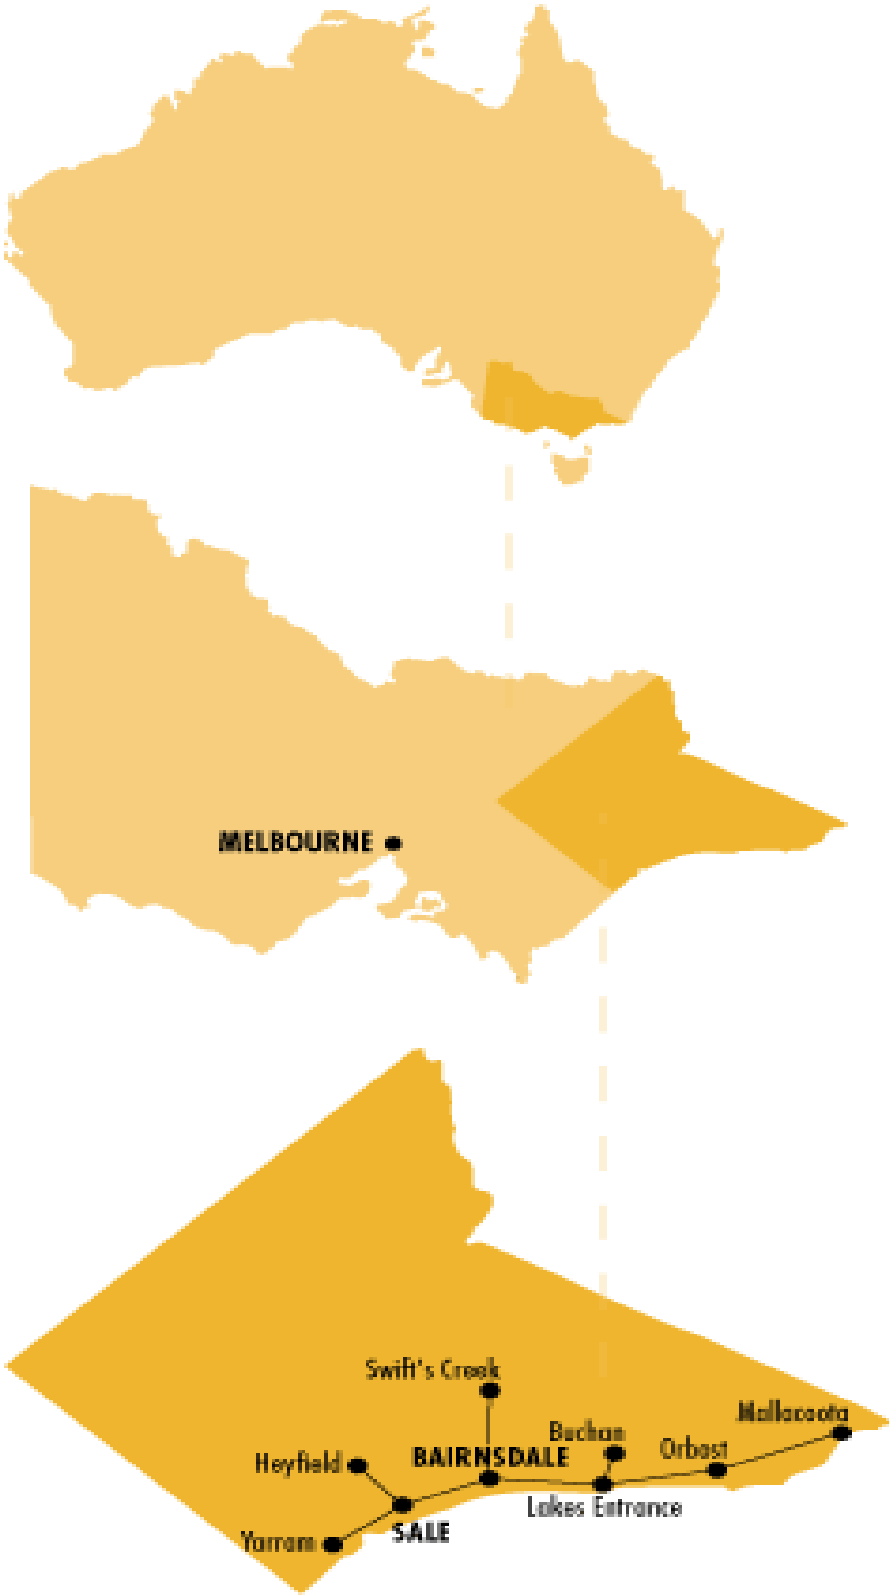 MELBOURNE
Swift's Creek
Mallacoota
Buchan
Orbost
BAIRNSDALE
Heyfield
Lakes Entrance
SALE
Yarram